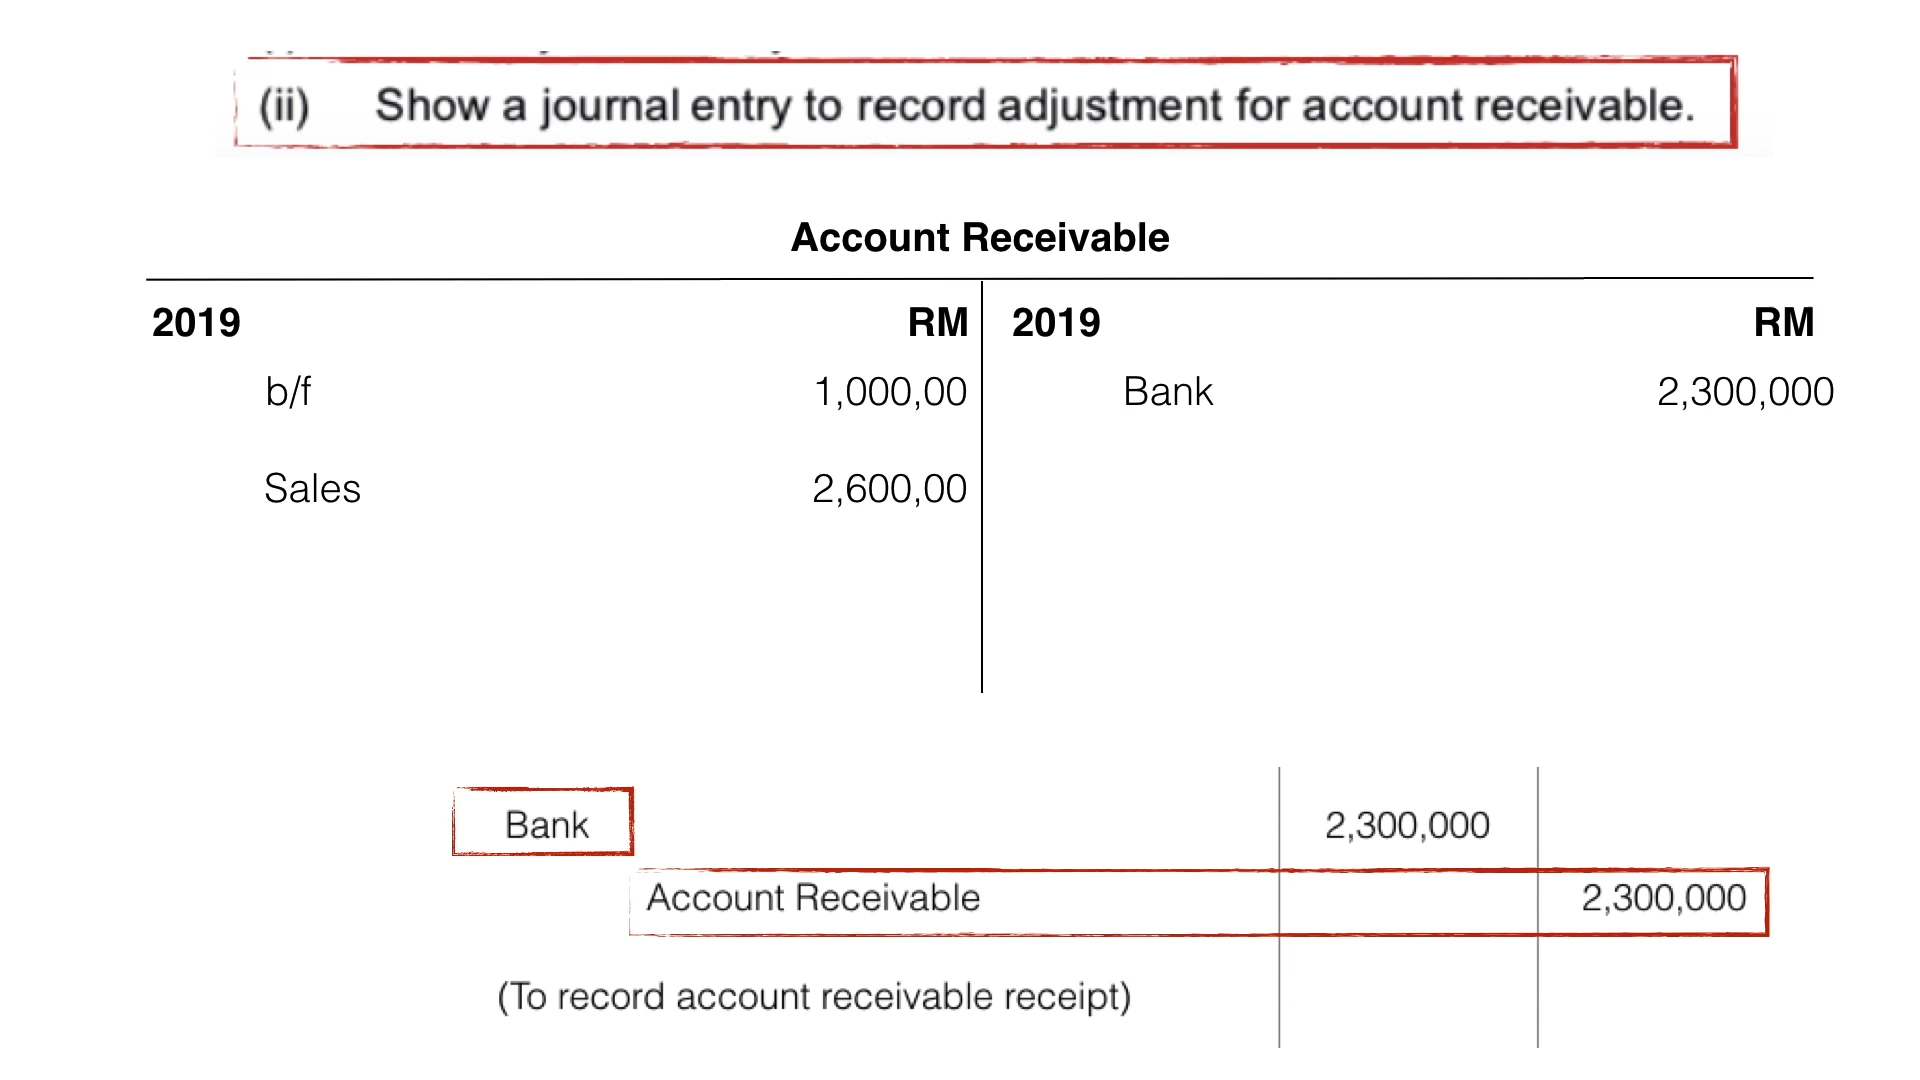 (ii) Show a journal entry to record adjustment for account receivable.
Account Receivable
2019 RM 2019 RM
b/f 1,000,00 Bank 2,300,000
Sales 2,600,00
Bank 2,300,000
Account Receivable 2,300,000
(To record account receivable receipt)